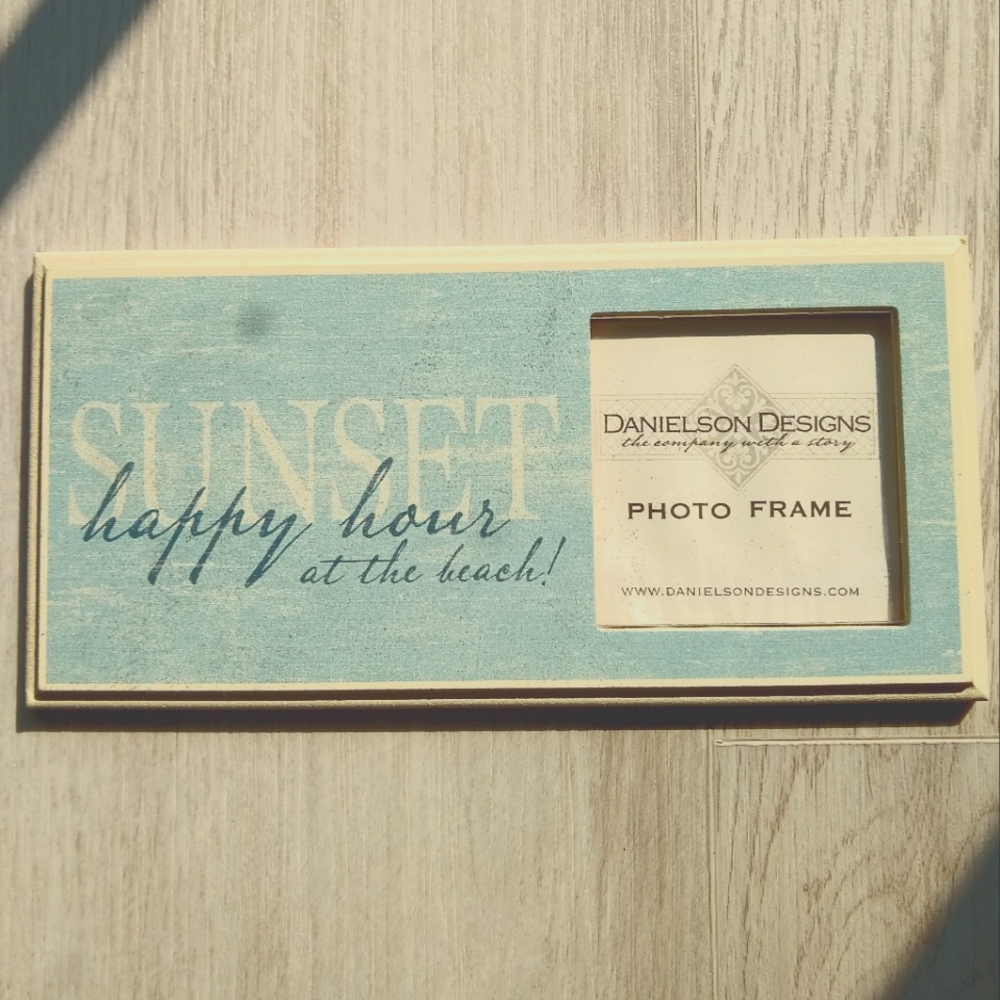 SUNSET
happy hour
at the beach!
DANIELSON DESIGNS
the company with a story
PHOTO FRAME
WWW.DANIELSONDESIGNS.COM